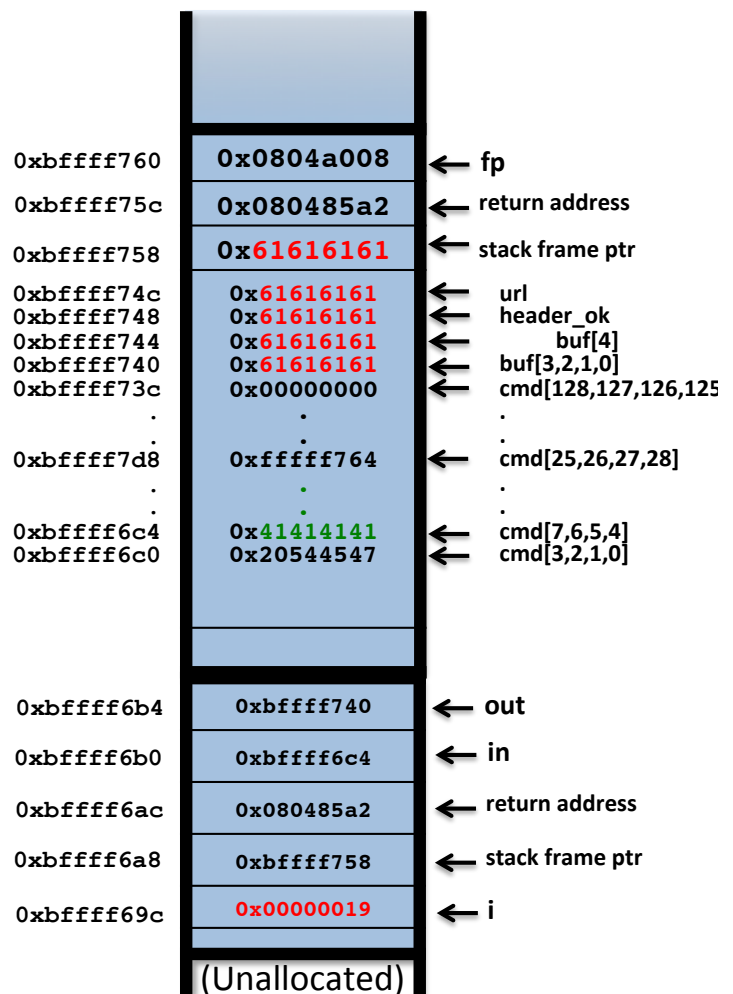 0xbffff760 0x0804a008 fp
0xbffff75c 0x080485a2 return address
0xbffff758 0x61616161 stack frame ptr
0xbffff74c 0x61616161 url
0xbffff748 0x61616161 header_ok
0xbffff744 0x61616161 buf[4]
0xbffff740 0x61616161 buf[3,2,1,0]
0xbffff73c 0x00000000 cmd[128,127,126,125
. . .
. . .
0xbffff7d8 0xfffff764 cmd[25,26,27,28]
. . .
. . .
0xbffff6c4 0x41414141 cmd[7,6,5,4]
0xbffff6c0 0x20544547 cmd[3,2,1,0]
0xbffff6b4 0xbffff740 out
0xbffff6b0 0xbffff6c4 in
0xbffff6ac 0x080485a2 return address
0xbffff6a8 0xbffff758 stack frame ptr
0xbffff69c 0x00000019 i
(Unallocated)